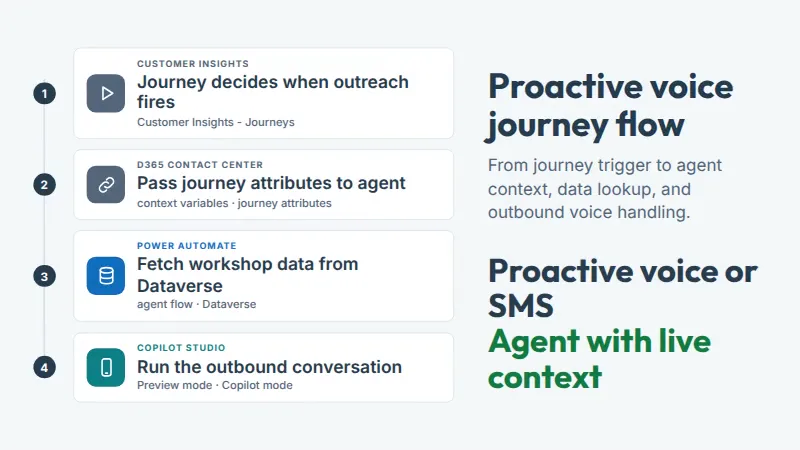 1
CUSTOMER INSIGHTS
Journey decides when outreach
fires
Customer Insights - Journeys
2
D365 CONTACT CENTER
Pass journey attributes to agent
context variables · journey attributes
3
POWER AUTOMATE
Fetch workshop data from
Dataverse
agent flow · Dataverse
4
COPILOT STUDIO
Run the outbound conversation
Preview mode · Copilot mode
Proactive voice
journey flow
From journey trigger to agent
context, data lookup, and
outbound voice handling.
Proactive voice or
SMS
Agent with live
context